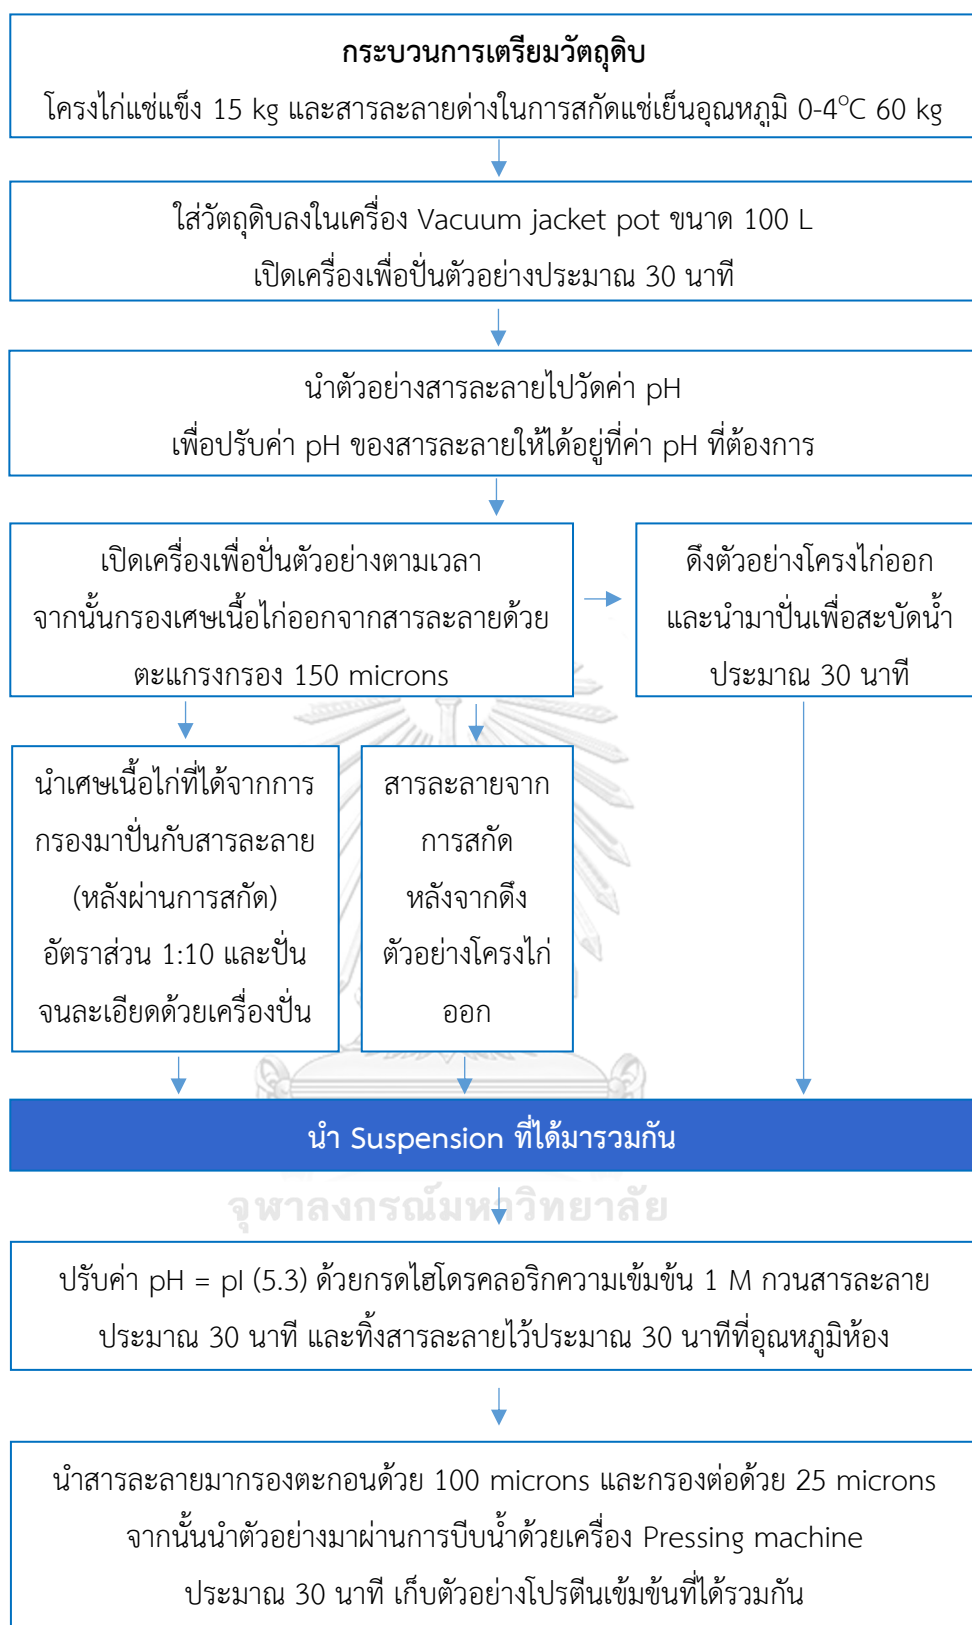 กระบวนการเตรียมวัตถุดิบ
โครงไก่แช่แข็ง 15 kg และสารละลายด่างในการสกัดแช่เย็นอุณหภูมิ 0-4°C 60 kg
ใส่วัตถุดิบลงในเครื่อง Vacuum jacket pot ขนาด 100 L
เปิดเครื่องเพื่อปั่นตัวอย่างประมาณ 30 นาที
นำตัวอย่างสารละลายไปวัดค่า pH
เพื่อปรับค่า pH ของสารละลายให้ได้อยู่ที่ค่า pH ที่ต้องการ
เปิดเครื่องเพื่อปั่นตัวอย่างตามเวลา
จากนั้นกรองเศษเนื้อไก่ออกจากสารละลายด้วย
ตะแกรงกรอง 150 microns
ดึงตัวอย่างโครงไก่ออก
และนำมาปั่นเพื่อสะบัดน้ำ
ประมาณ 30 นาที
นำเศษเนื้อไก่ที่ได้จากการ
กรองมาปั่นกับสารละลาย
(หลังผ่านการสกัด)
อัตราส่วน 1:10 และปั่น
จนละเอียดด้วยเครื่องปั่น
สารละลายจาก
การสกัด
หลังจากดึง
ตัวอย่างโครงไก่
ออก
นำ Suspension ที่ได้มารวมกัน
จุฬาลงกรณ์มหาวิทยาลัย
ปรับค่า pH = pI (5.3) ด้วยกรดไฮโดรคลอริกความเข้มข้น 1 M กวนสารละลาย
ประมาณ 30 นาที และทิ้งสารละลายไว้ประมาณ 30 นาทีที่อุณหภูมิห้อง
นำสารละลายมากรองตะกอนด้วย 100 microns และกรองต่อด้วย 25 microns
จากนั้นนำตัวอย่างมาผ่านการบีบน้ำด้วยเครื่อง Pressing machine
ประมาณ 30 นาที เก็บตัวอย่างโปรตีนเข้มข้นที่ได้รวมกัน